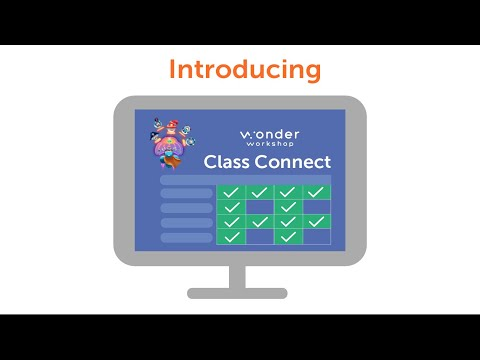 Introducing
wonder
workshop
Class Connect